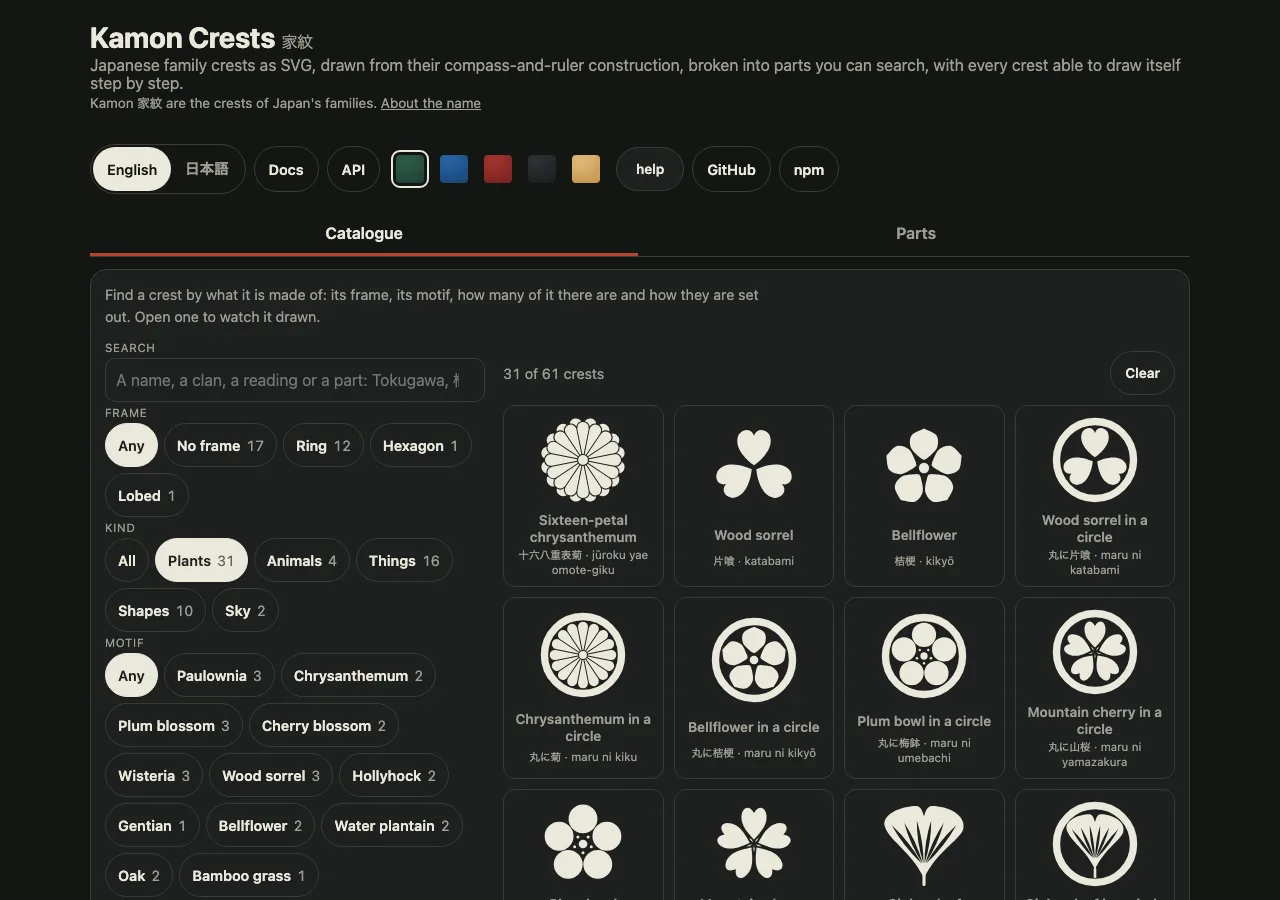 Kamon Crests 家紋
Japanese family crests as SVG, drawn from their compass-and-ruler construction, broken into parts you can search, with every crest able to draw itself
step by step.
Kamon 家紋 are the crests of Japan's families. About the name
English 日本語 Docs API help GitHub npm
Catalogue Parts
Find a crest by what it is made of: its frame, its motif, how many of it there are and how they are set
out. Open one to watch it drawn.
SEARCH
A name, a clan, a reading or a part: Tokugawa,
31 of 61 crests
Clear
FRAME
Any No frame 17 Ring 12 Hexagon 1
Lobed 1
KIND
All Plants 31 Animals 4 Things 16
Shapes 10 Sky 2
MOTIF
Any Paulownia 3 Chrysanthemum 2
Plum blossom 3 Cherry blossom 2
Wisteria 3 Wood sorrel 3 Hollyhock 2
Gentian 1 Bellflower 2 Water plantain 2
Oak 2 Bamboo grass 1
Sixteen-petal
chrysanthemum
十六八重表菊 · jūroku yae
omote-giku
Wood sorrel
片喰 · katabami
Bellflower
桔梗 · kikyō
Wood sorrel in a
circle
丸に片喰 · maru ni
katabami
Chrysanthemum in a
circle
丸に菊 · maru ni kiku
Bellflower in a circle
丸に桔梗 · maru ni kikyō
Plum bowl in a circle
丸に梅鉢 · maru ni
umebachi
Mountain cherry in a
circle
丸に山桜 · maru ni
yamazakura